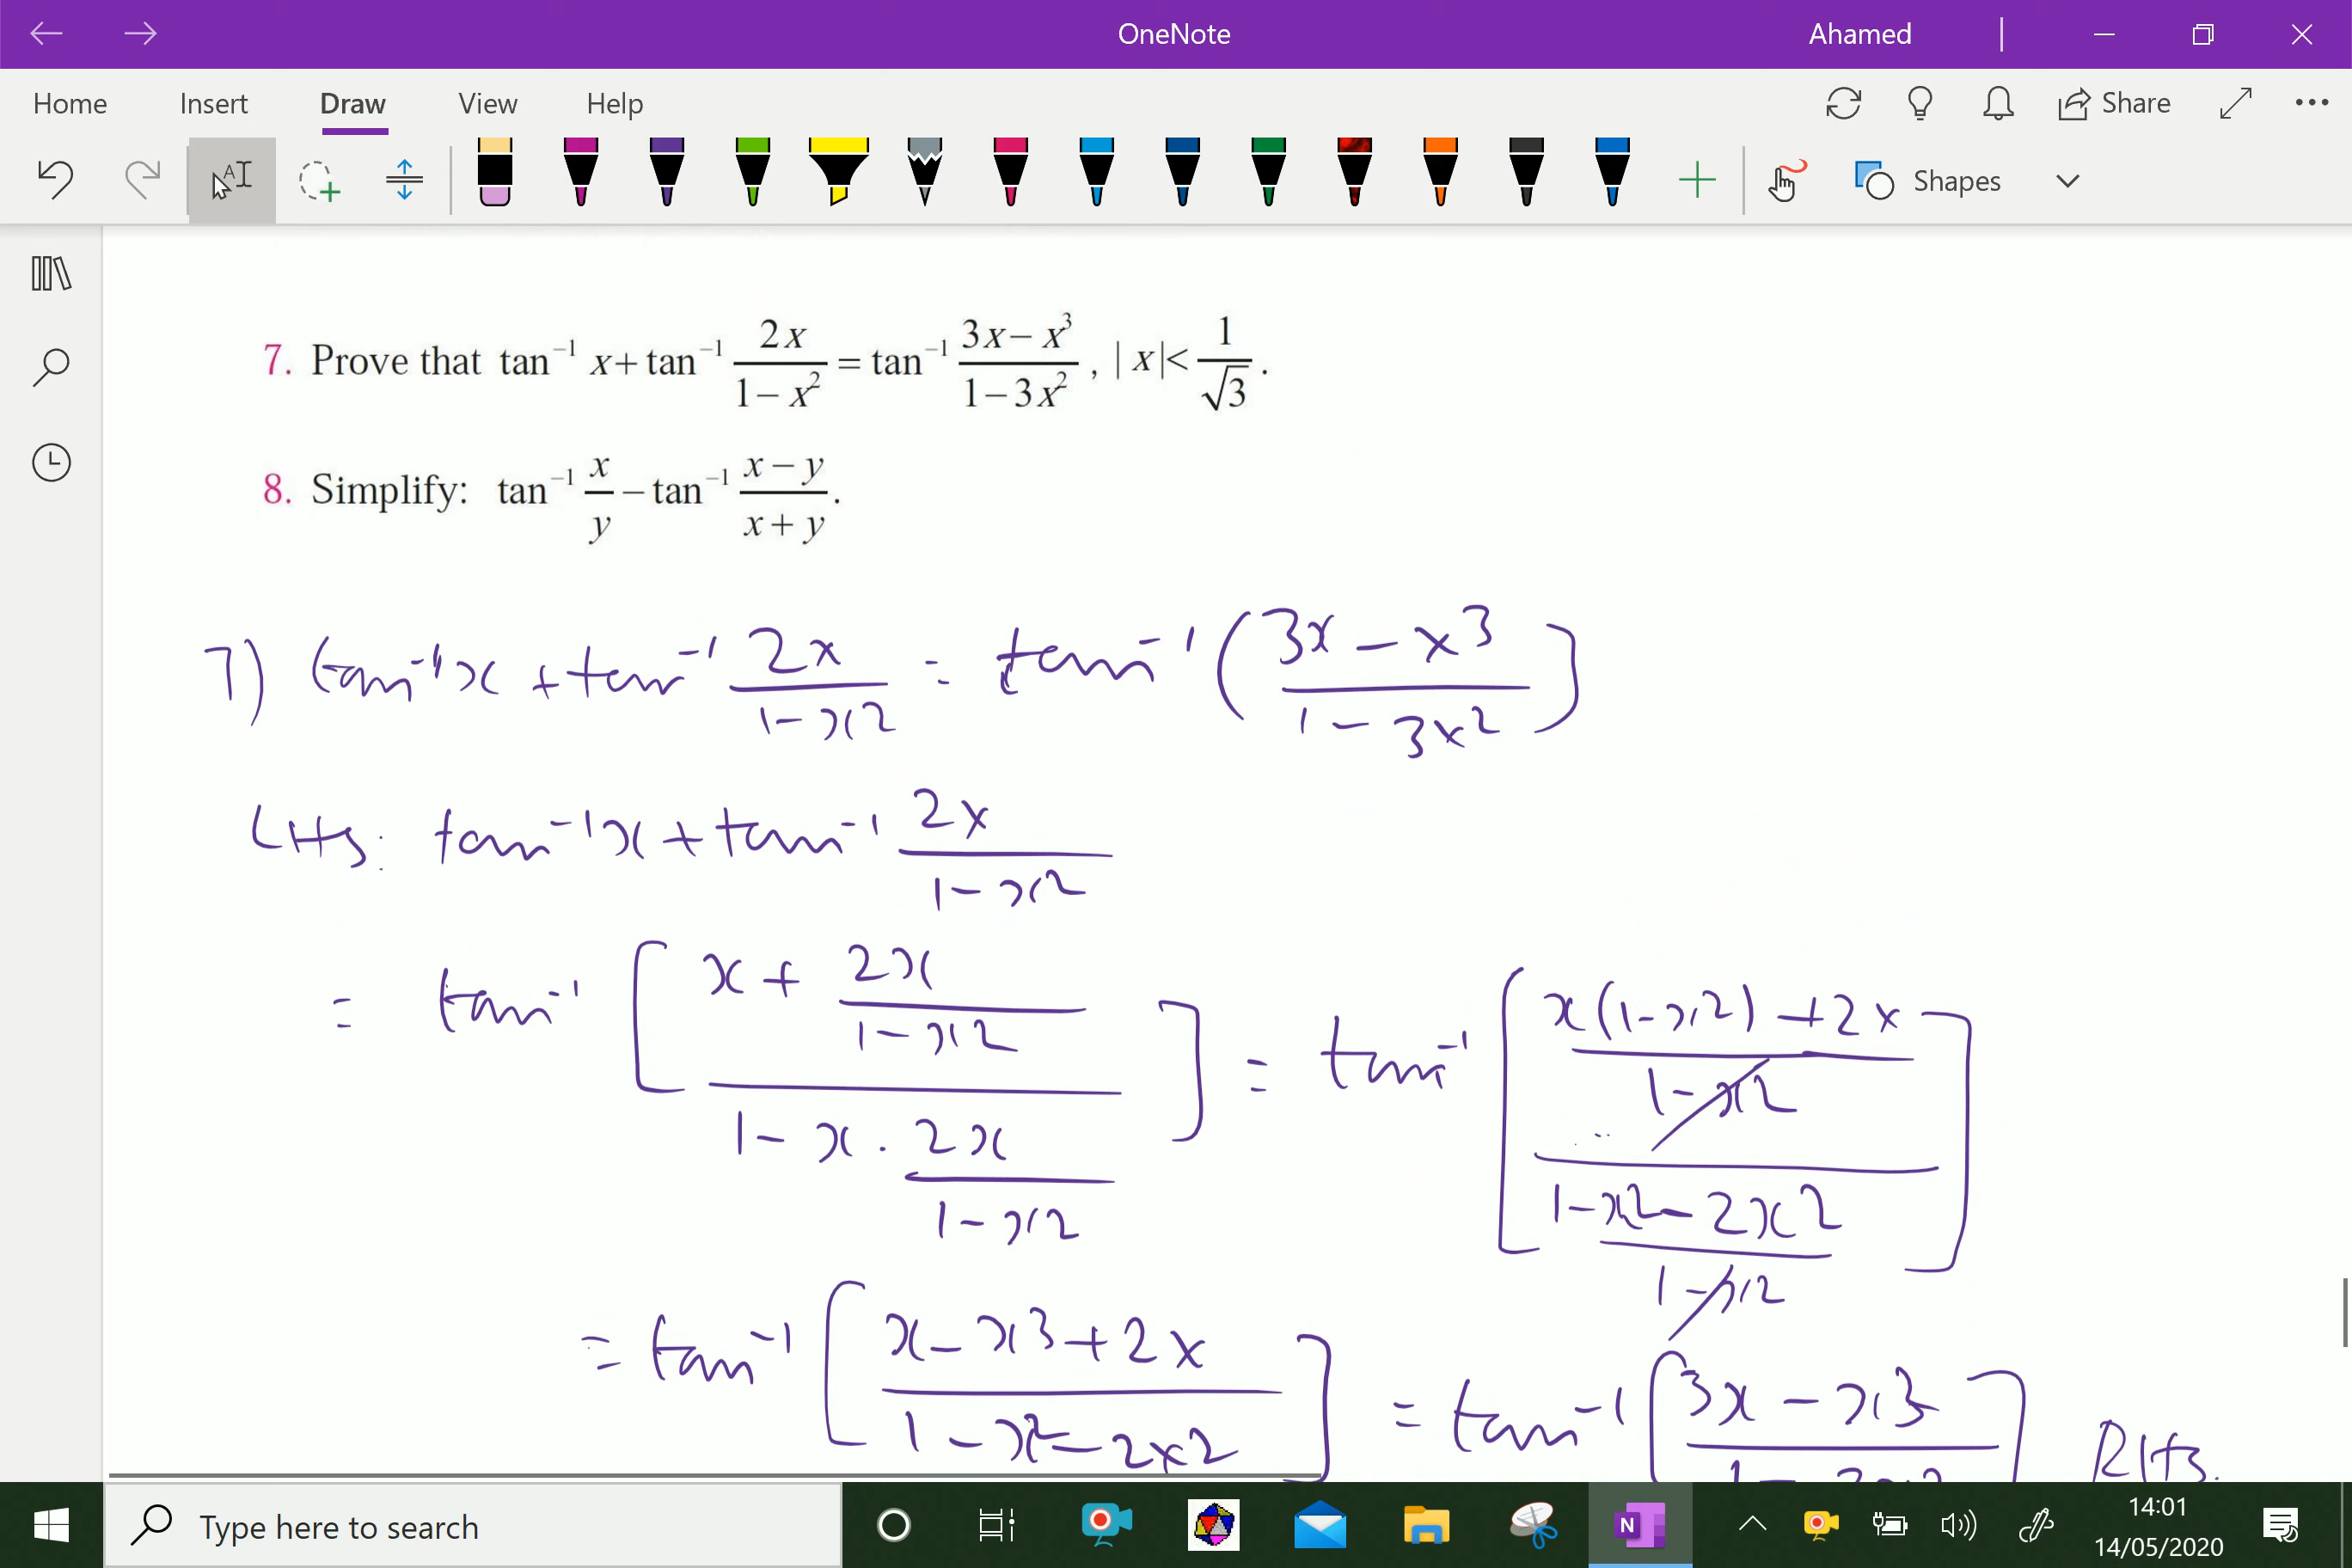 OneNote
Ahamed
Home Insert Draw View Help
Share
Shapes
7. Prove that tan⁻¹ x + tan⁻¹ 2x/(1−x²) = tan⁻¹ (3x−x³)/(1−3x²), |x| < 1/√3.
8. Simplify: tan⁻¹ x/y − tan⁻¹ (x−y)/(x+y).
7) tan⁻¹x + tan⁻¹ 2x/(1−x²) = tan⁻¹ ((3x−x³)/(1−3x²))
LHS: tan⁻¹x + tan⁻¹ 2x/(1−x²)
= tan⁻¹ [(x + 2x/(1−x²))/(1 − x · 2x/(1−x²))] = tan⁻¹ [((x(1−x²)+2x)/(1−x²))/((1−x²−2x²)/(1−x²))]
= tan⁻¹ [(x−x³+2x)/(1−x²−2x²)] = tan⁻¹ [(3x−x³)/(1−3x²)] RHS.
Type here to search
N
14:01
14/05/2020